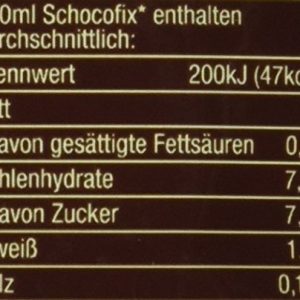 0ml Schocofix* enthalten
rchschnittlich:
ennwert 200kJ (47kc
tt
avon gesättigte Fettsäuren 0,
hlenhydrate 7,
avon Zucker 7,
weiß 1
lz 0,1